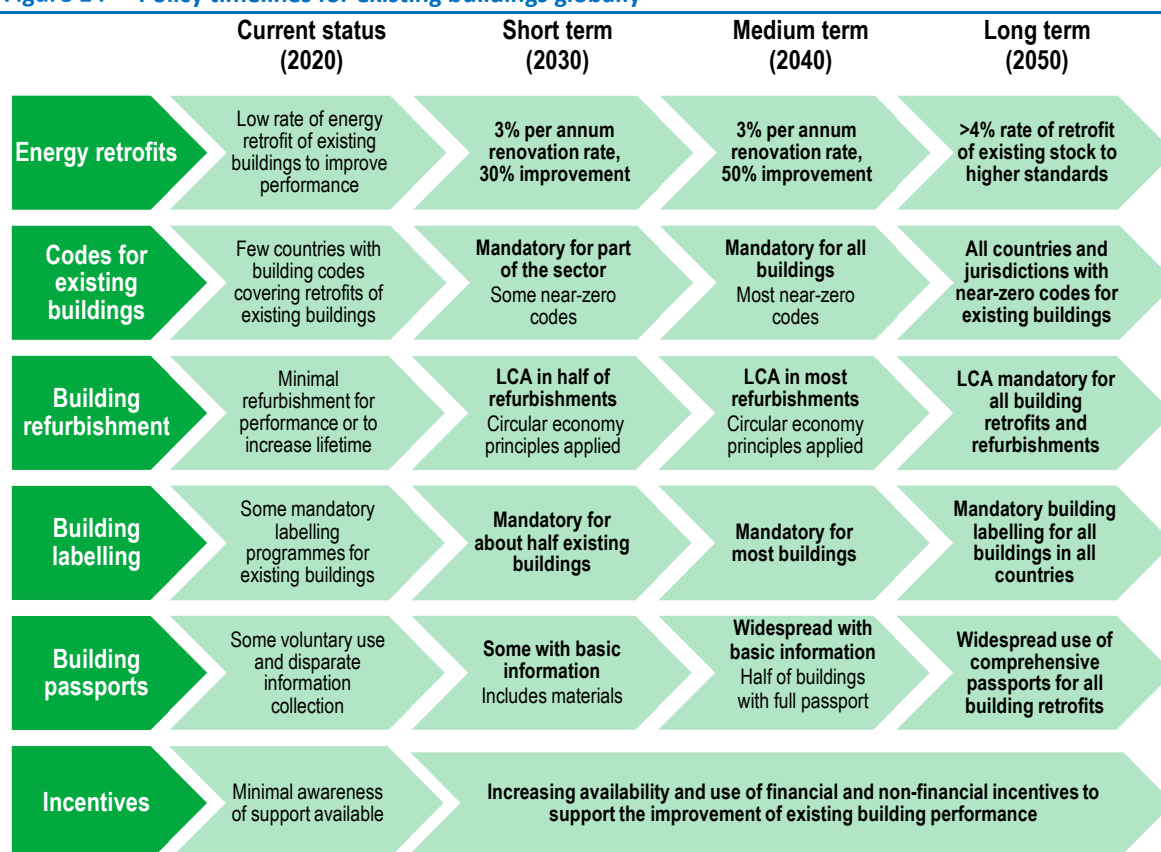 Current status
(2020)
Short term
(2030)
Medium term
(2040)
Long term
(2050)
Energy retrofits
Low rate of energy
retrofit of existing
buildings to improve
performance
3% per annum
renovation rate,
30% improvement
3% per annum
renovation rate,
50% improvement
>4% rate of retrofit
of existing stock to
higher standards
Codes for
existing
buildings
Few countries with
building codes
covering retrofits of
existing buildings
Mandatory for part
of the sector
Some near-zero
codes
Mandatory for all
buildings
Most near-zero
codes
All countries and
jurisdictions with
near-zero codes for
existing buildings
Building
refurbishment
Minimal
refurbishment for
performance or to
increase lifetime
LCA in half of
refurbishments
Circular economy
principles applied
LCA in most
refurbishments
Circular economy
principles applied
LCA mandatory for
all building
retrofits and
refurbishments
Building
labelling
Some mandatory
labelling
programmes for
existing buildings
Mandatory for
about half existing
buildings
Mandatory for
most buildings
Mandatory building
labelling for all
buildings in all
countries
Building
passports
Some voluntary use
and disparate
information
collection
Some with basic
information
Includes materials
Widespread with
basic information
Half of buildings
with full passport
Widespread use of
comprehensive
passports for all
building retrofits
Incentives
Minimal awareness
of support available
Increasing availability and use of financial and non-financial incentives to
support the improvement of existing building performance